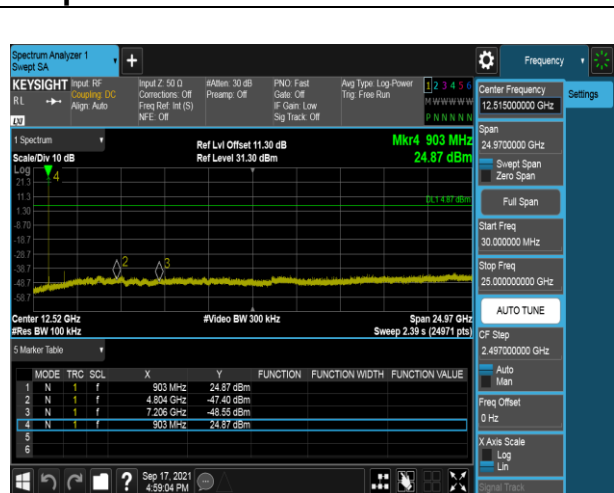 Spectrum Analyzer 1
Swept SA
Frequency
KEYSIGHT Input: RF Input Z: 50 Ω #Atten: 30 dB PNO: Fast Avg Type: Log-Power 1 2 3 4 5 6
RL Coupling: DC Corrections: Off Preamp: Off Gate: Off Trig: Free Run M W W W W W
Align: Auto Freq Ref: Int (S) IF Gain: Low
NFE: Off Sig Track: Off P N N N N N
LXI
1 Spectrum
Ref Lvl Offset 11.30 dB Mkr4 903 MHz
Scale/Div 10 dB Ref Level 31.30 dBm 24.87 dBm
Log
4
21.3
11.3
DL1 4.87 dBm
1.30
-8.70
-18.7
-28.7
2
3
-38.7
-48.7
-58.7
Center 12.52 GHz #Video BW 300 kHz Span 24.97 GHz
#Res BW 100 kHz Sweep 2.39 s (24971 pts)
5 Marker Table
MODE TRC SCL X Y FUNCTION FUNCTION WIDTH FUNCTION VALUE
1 N 1 f 903 MHz 24.87 dBm
2 N 1 f 4.804 GHz -47.40 dBm
3 N 1 f 7.206 GHz -48.55 dBm
4 N 1 f 903 MHz 24.87 dBm
5
6
Sep 17, 2021
4:59:04 PM
Center Frequency
12.515000000 GHz
Settings
Span
24.9700000 GHz
Swept Span
Zero Span
Full Span
Start Freq
30.000000 MHz
Stop Freq
25.000000000 GHz
AUTO TUNE
CF Step
2.497000000 GHz
Auto
Man
Freq Offset
0 Hz
X Axis Scale
Log
Lin
Signal Track